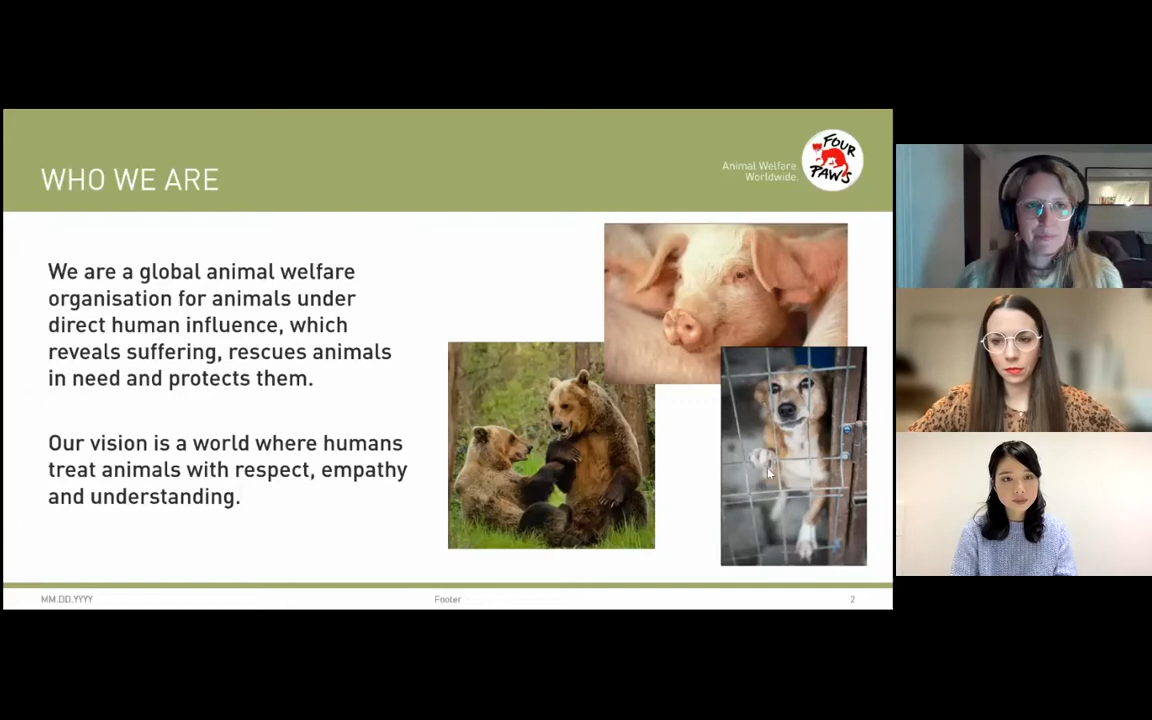 WHO WE ARE
Animal Welfare
Worldwide.
FOUR
PAWS
We are a global animal welfare
organisation for animals under
direct human influence, which
reveals suffering, rescues animals
in need and protects them.
Our vision is a world where humans
treat animals with respect, empathy
and understanding.
MM.DD.YYYY
Footer
2